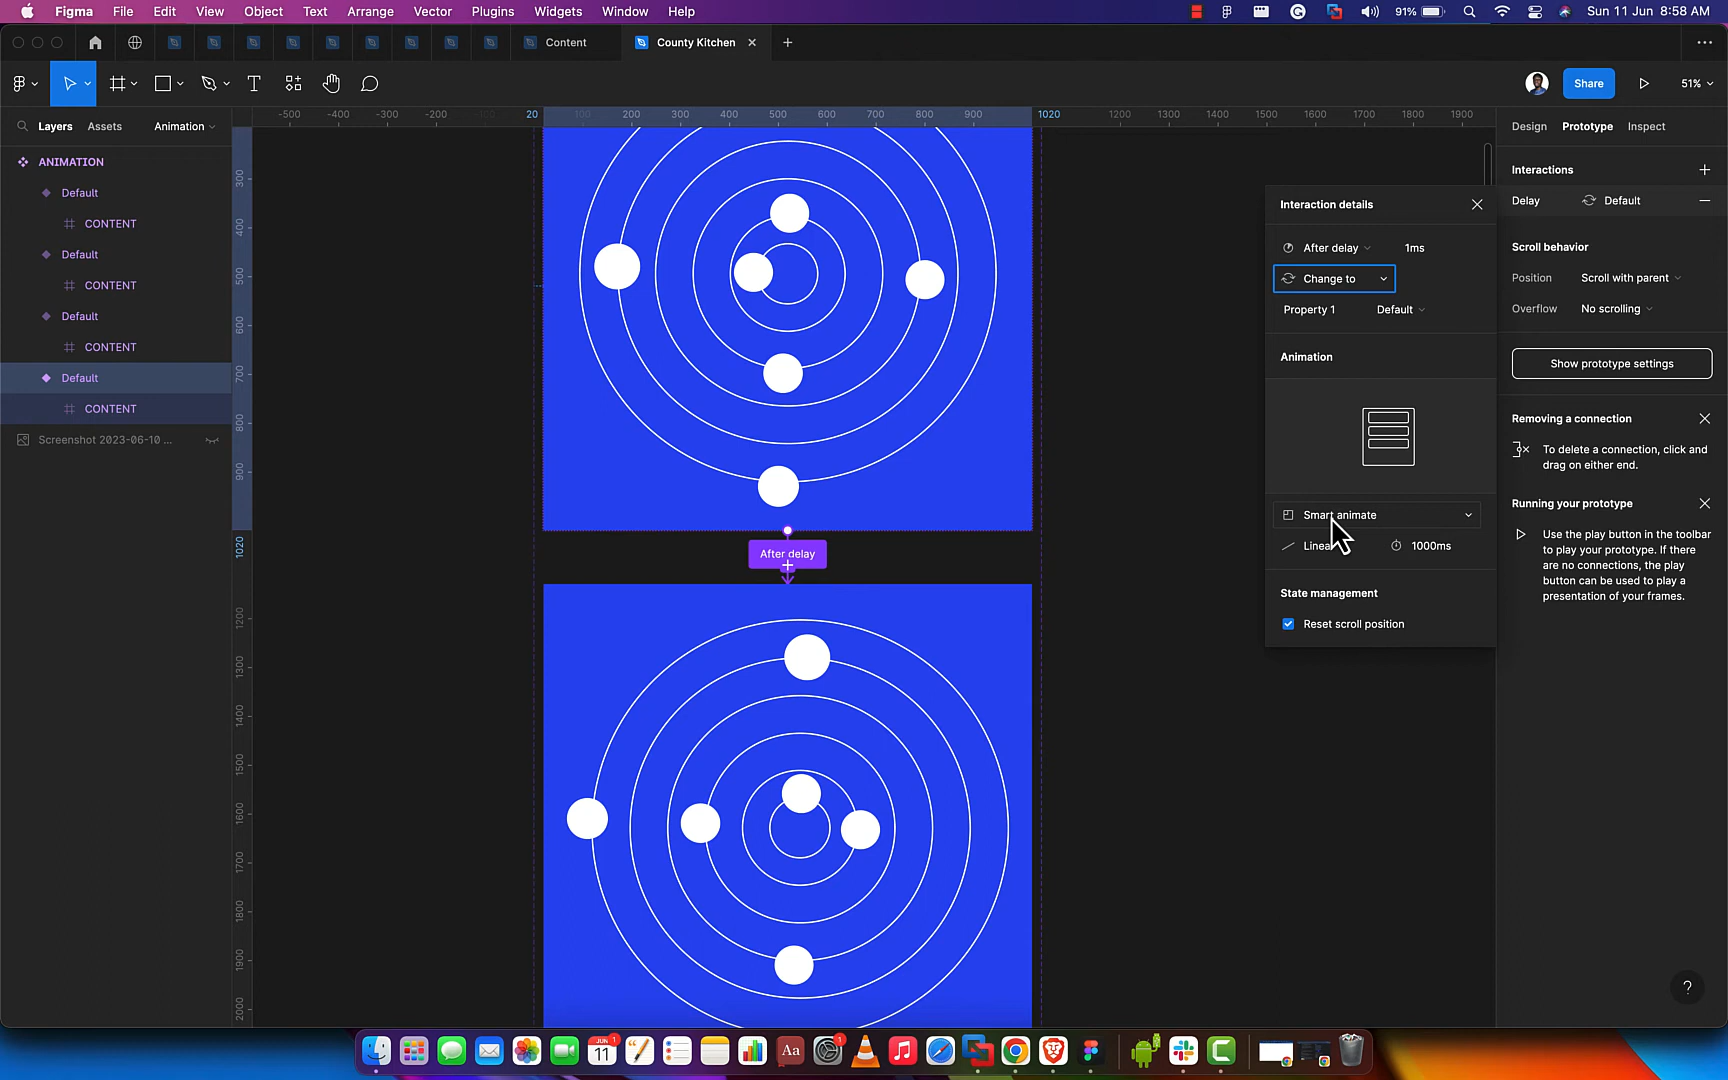 Figma File Edit View Object Text Arrange Vector Plugins Widgets Window Help 91% Sun 11 Jun 8:58 AM
Content County Kitchen
Share 51%
Layers Assets Animation
-500 -400 -300 -200 20 100 200 300 400 500 600 700 800 900 1020 1100 1200 1300 1400 1500 1600 1700 1800 1900
Design Prototype Inspect
ANIMATION
Default
CONTENT
Default
CONTENT
Default
CONTENT
Default
CONTENT
Screenshot 2023-06-10 ...
300
400
500
600
700
800
900
1020
1200
1300
1400
1500
1600
1700
1800
1900
2000
After delay
Interaction details
After delay 1ms
Change to
Property 1 Default
Animation
Smart animate
Linea 1000ms
State management
Reset scroll position
Interactions
Delay Default
Scroll behavior
Position Scroll with parent
Overflow No scrolling
Show prototype settings
Removing a connection
To delete a connection, click and
drag on either end.
Running your prototype
Use the play button in the toolbar
to play your prototype. If there
are no connections, the play
button can be used to play a
presentation of your frames.
?
JUN 1
11
Aa
1